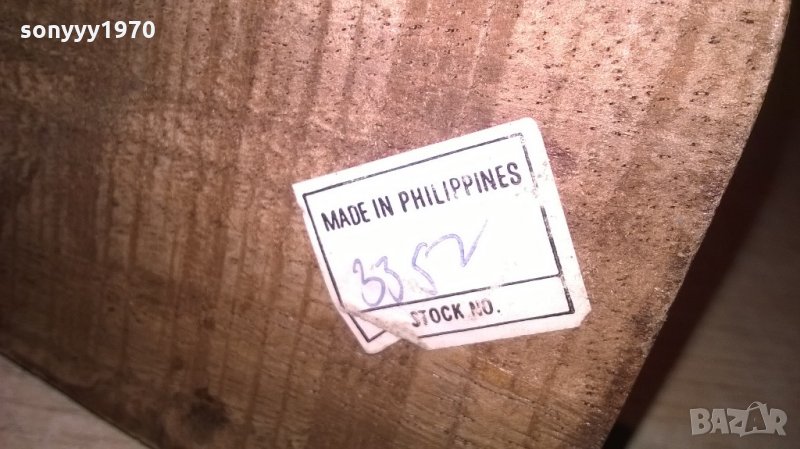 sonyyy1970
MADE IN PHILIPPINES
3352
STOCK NO.
BAZAR